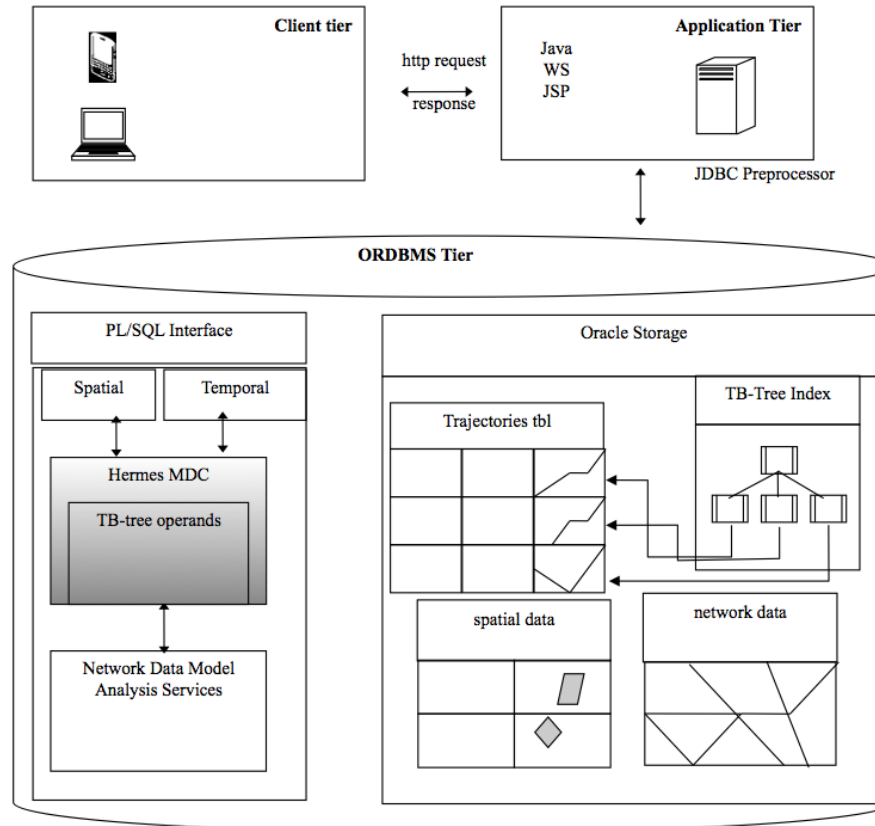 Client tier
http request
response
Application Tier
Java
WS
JSP
JDBC Preprocessor
ORDBMS Tier
PL/SQL Interface
Spatial
Temporal
Hermes MDC
TB-tree operands
Network Data Model
Analysis Services
Oracle Storage
Trajectories tbl
TB-Tree Index
spatial data
network data